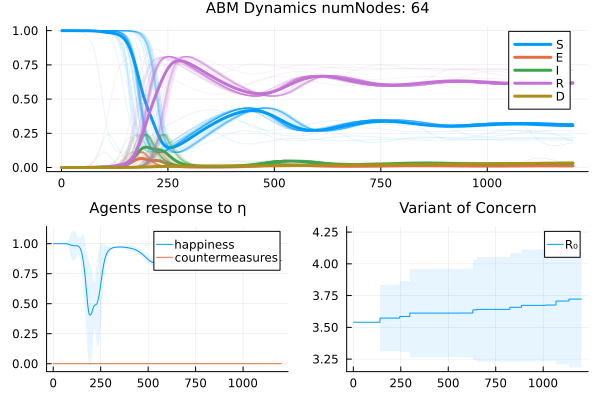 ABM Dynamics numNodes: 64
1.00
0.75
0.50
0.25
0.00
0 250 500 750 1000
S
E
I
R
D
Agents response to η
1.00
0.75
0.50
0.25
0.00
0 250 500 750 1000
happiness
countermeasures
Variant of Concern
4.25
4.00
3.75
3.50
3.25
0 250 500 750 1000
R₀